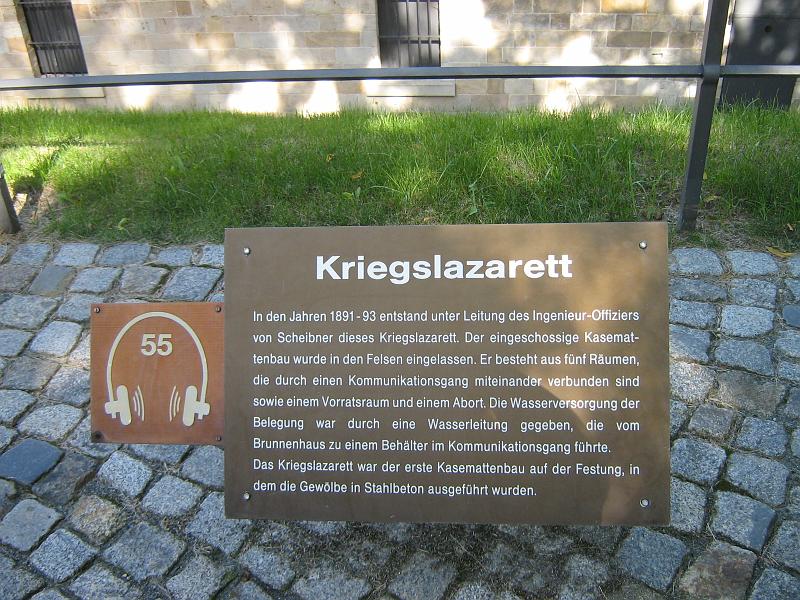 Kriegslazarett
55
In den Jahren 1891-93 entstand unter Leitung des Ingenieur-Offiziers
von Scheibner dieses Kriegslazarett. Der eingeschossige Kasemat-
tenbau wurde in den Felsen eingelassen. Er besteht aus fünf Räumen,
die durch einen Kommunikationsgang miteinander verbunden sind
sowie einem Vorratsraum und einem Abort. Die Wasserversorgung der
Belegung war durch eine Wasserleitung gegeben, die vom
Brunnenhaus zu einem Behälter im Kommunikationsgang führte.
Das Kriegslazarett war der erste Kasemattenbau auf der Festung, in
dem die Gewölbe in Stahlbeton ausgeführt wurden.